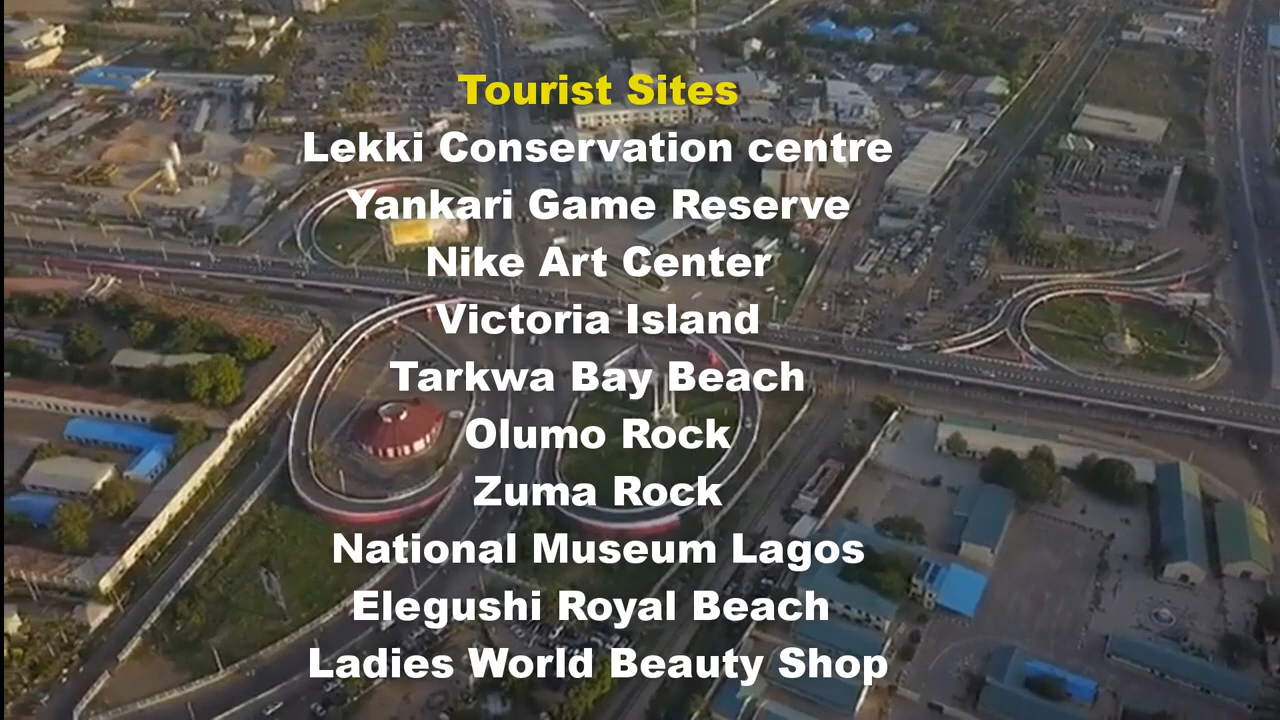 Tourist Sites
Lekki Conservation centre
Yankari Game Reserve
Nike Art Center
Victoria Island
Tarkwa Bay Beach
Olumo Rock
Zuma Rock
National Museum Lagos
Elegushi Royal Beach
Ladies World Beauty Shop